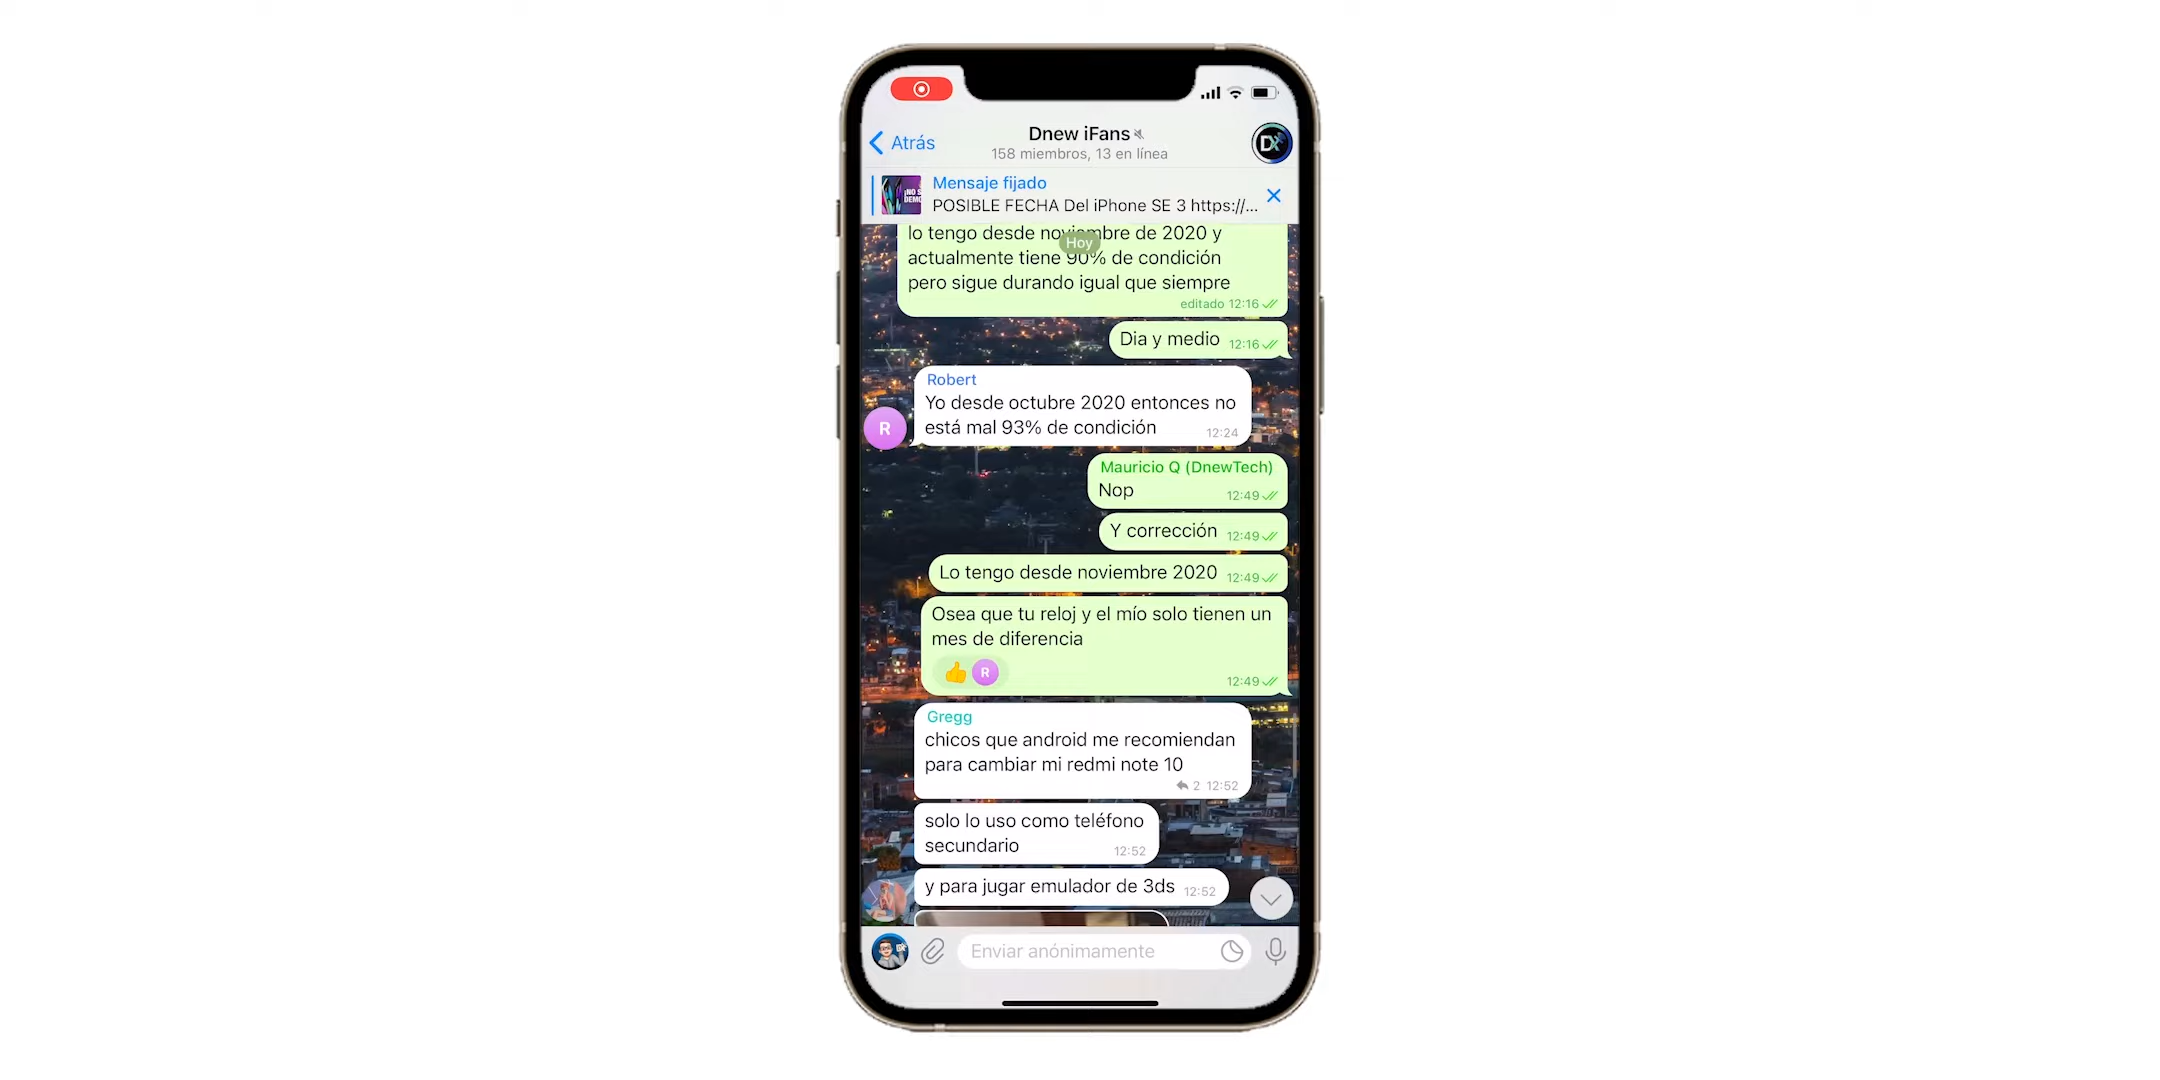 Atrás
Dnew iFans
158 miembros, 13 en línea
DX
Mensaje fijado
POSIBLE FECHA Del iPhone SE 3 https://...
¡NO S
DEMO
Hoy
lo tengo desde noviembre de 2020 y
actualmente tiene 90% de condición
pero sigue durando igual que siempre
editado 12:16
Dia y medio 12:16
Robert
Yo desde octubre 2020 entonces no
está mal 93% de condición
12:24
R
Mauricio Q (DnewTech)
Nop 12:49
Y corrección 12:49
Lo tengo desde noviembre 2020 12:49
Osea que tu reloj y el mío solo tienen un
mes de diferencia
R
12:49
Gregg
chicos que android me recomiendan
para cambiar mi redmi note 10
2 12:52
solo lo uso como teléfono
secundario 12:52
y para jugar emulador de 3ds 12:52
Enviar anónimamente